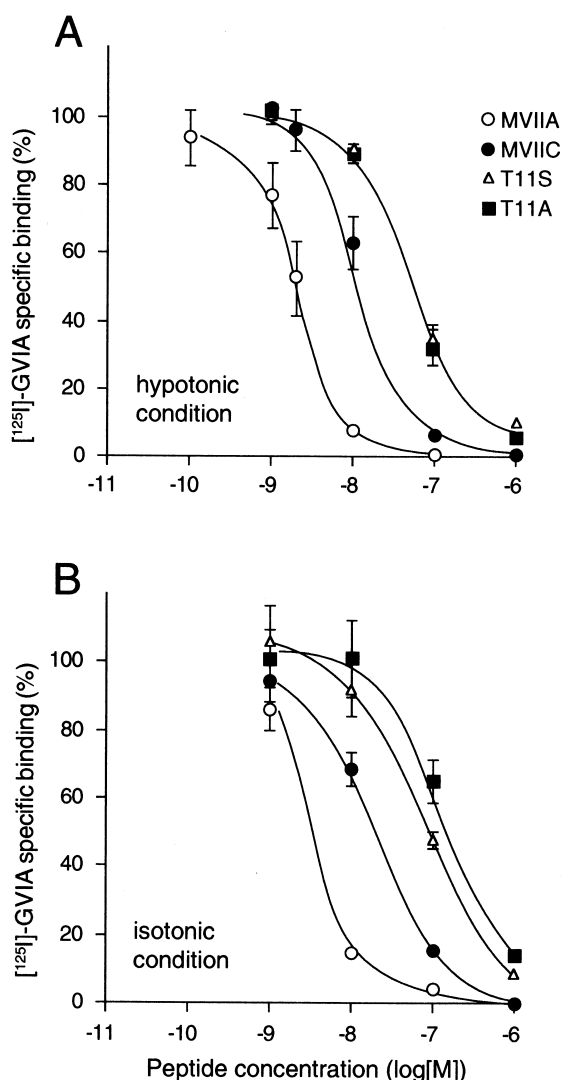 A
[125I]-GVIA specific binding (%)
100
80
60
40
20
0
MVIIA
MVIIC
T11S
T11A
hypotonic
condition
-11 -10 -9 -8 -7 -6
B
[125I]-GVIA specific binding (%)
100
80
60
40
20
0
isotonic
condition
-11 -10 -9 -8 -7 -6
Peptide concentration (log[M])